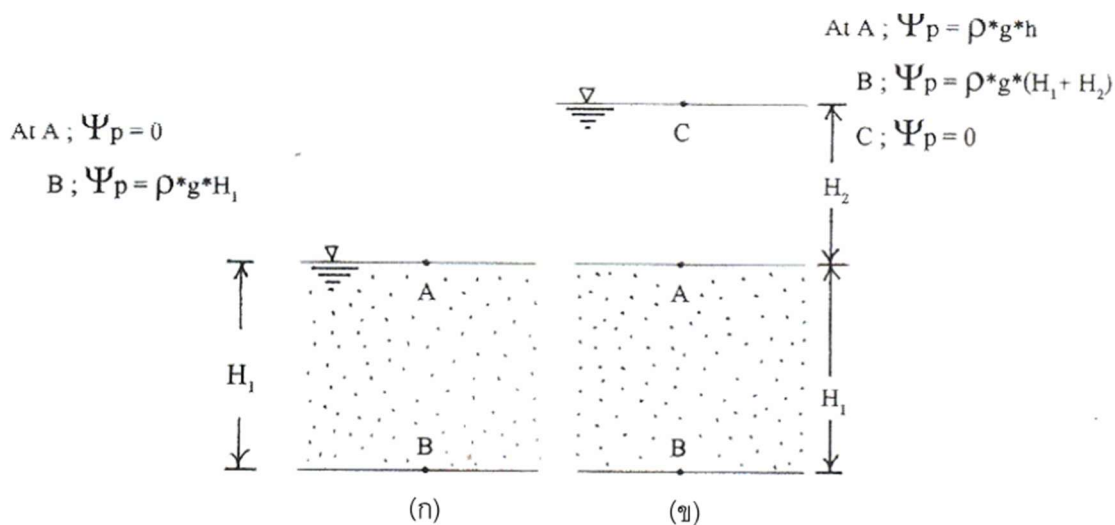 At A ; Ψp = ρ*g*h
B ; Ψp = ρ*g*(H₁ + H₂)
C ; Ψp = 0
At A ; Ψp = 0
B ; Ψp = ρ*g*H₁
C
H₂
A
A
H₁
H₁
B
B
(ก)
(ข)